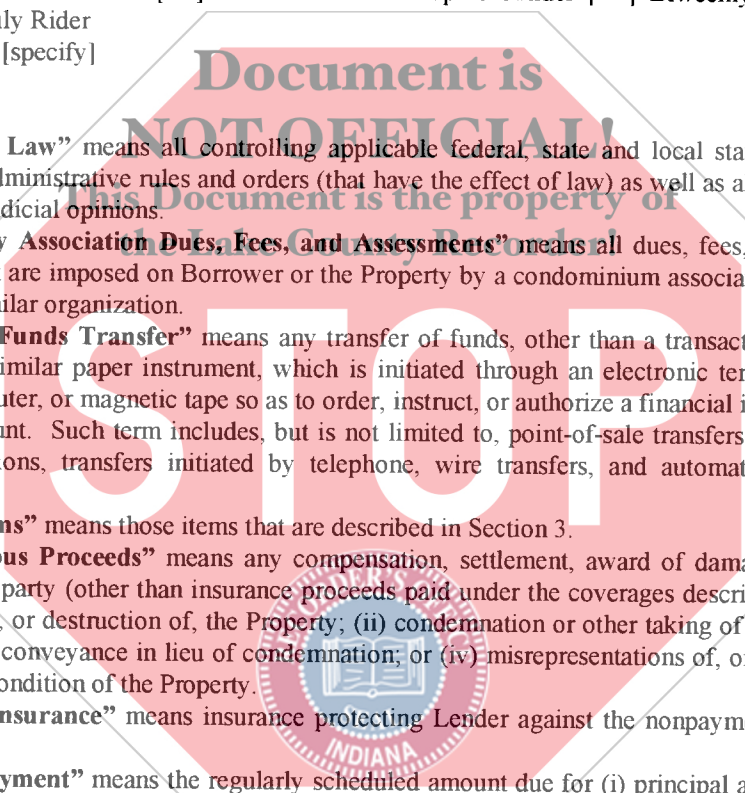 uly Rider
[specify]
Document is
NOT OFFICIAL!
This Document is the property of
the Lake County Recorder!
Law” means all controlling applicable federal, state and local sta
dministrative rules and orders (that have the effect of law) as well as a
dicial opinions.
y Association Dues, Fees, and Assessments” means all dues, fees,
are imposed on Borrower or the Property by a condominium associa
ilar organization.
Funds Transfer” means any transfer of funds, other than a transact
imilar paper instrument, which is initiated through an electronic ter
uter, or magnetic tape so as to order, instruct, or authorize a financial i
unt. Such term includes, but is not limited to, point-of-sale transfers
ions, transfers initiated by telephone, wire transfers, and automat
STOP
ms” means those items that are described in Section 3.
ous Proceeds” means any compensation, settlement, award of dama
party (other than insurance proceeds paid under the coverages descri
, or destruction of, the Property; (ii) condemnation or other taking of
conveyance in lieu of condemnation; or (iv) misrepresentations of, o
ondition of the Property.
nsurance” means insurance protecting Lender against the nonpaym
INDIANA
yment” means the regularly scheduled amount due for (i) principal a